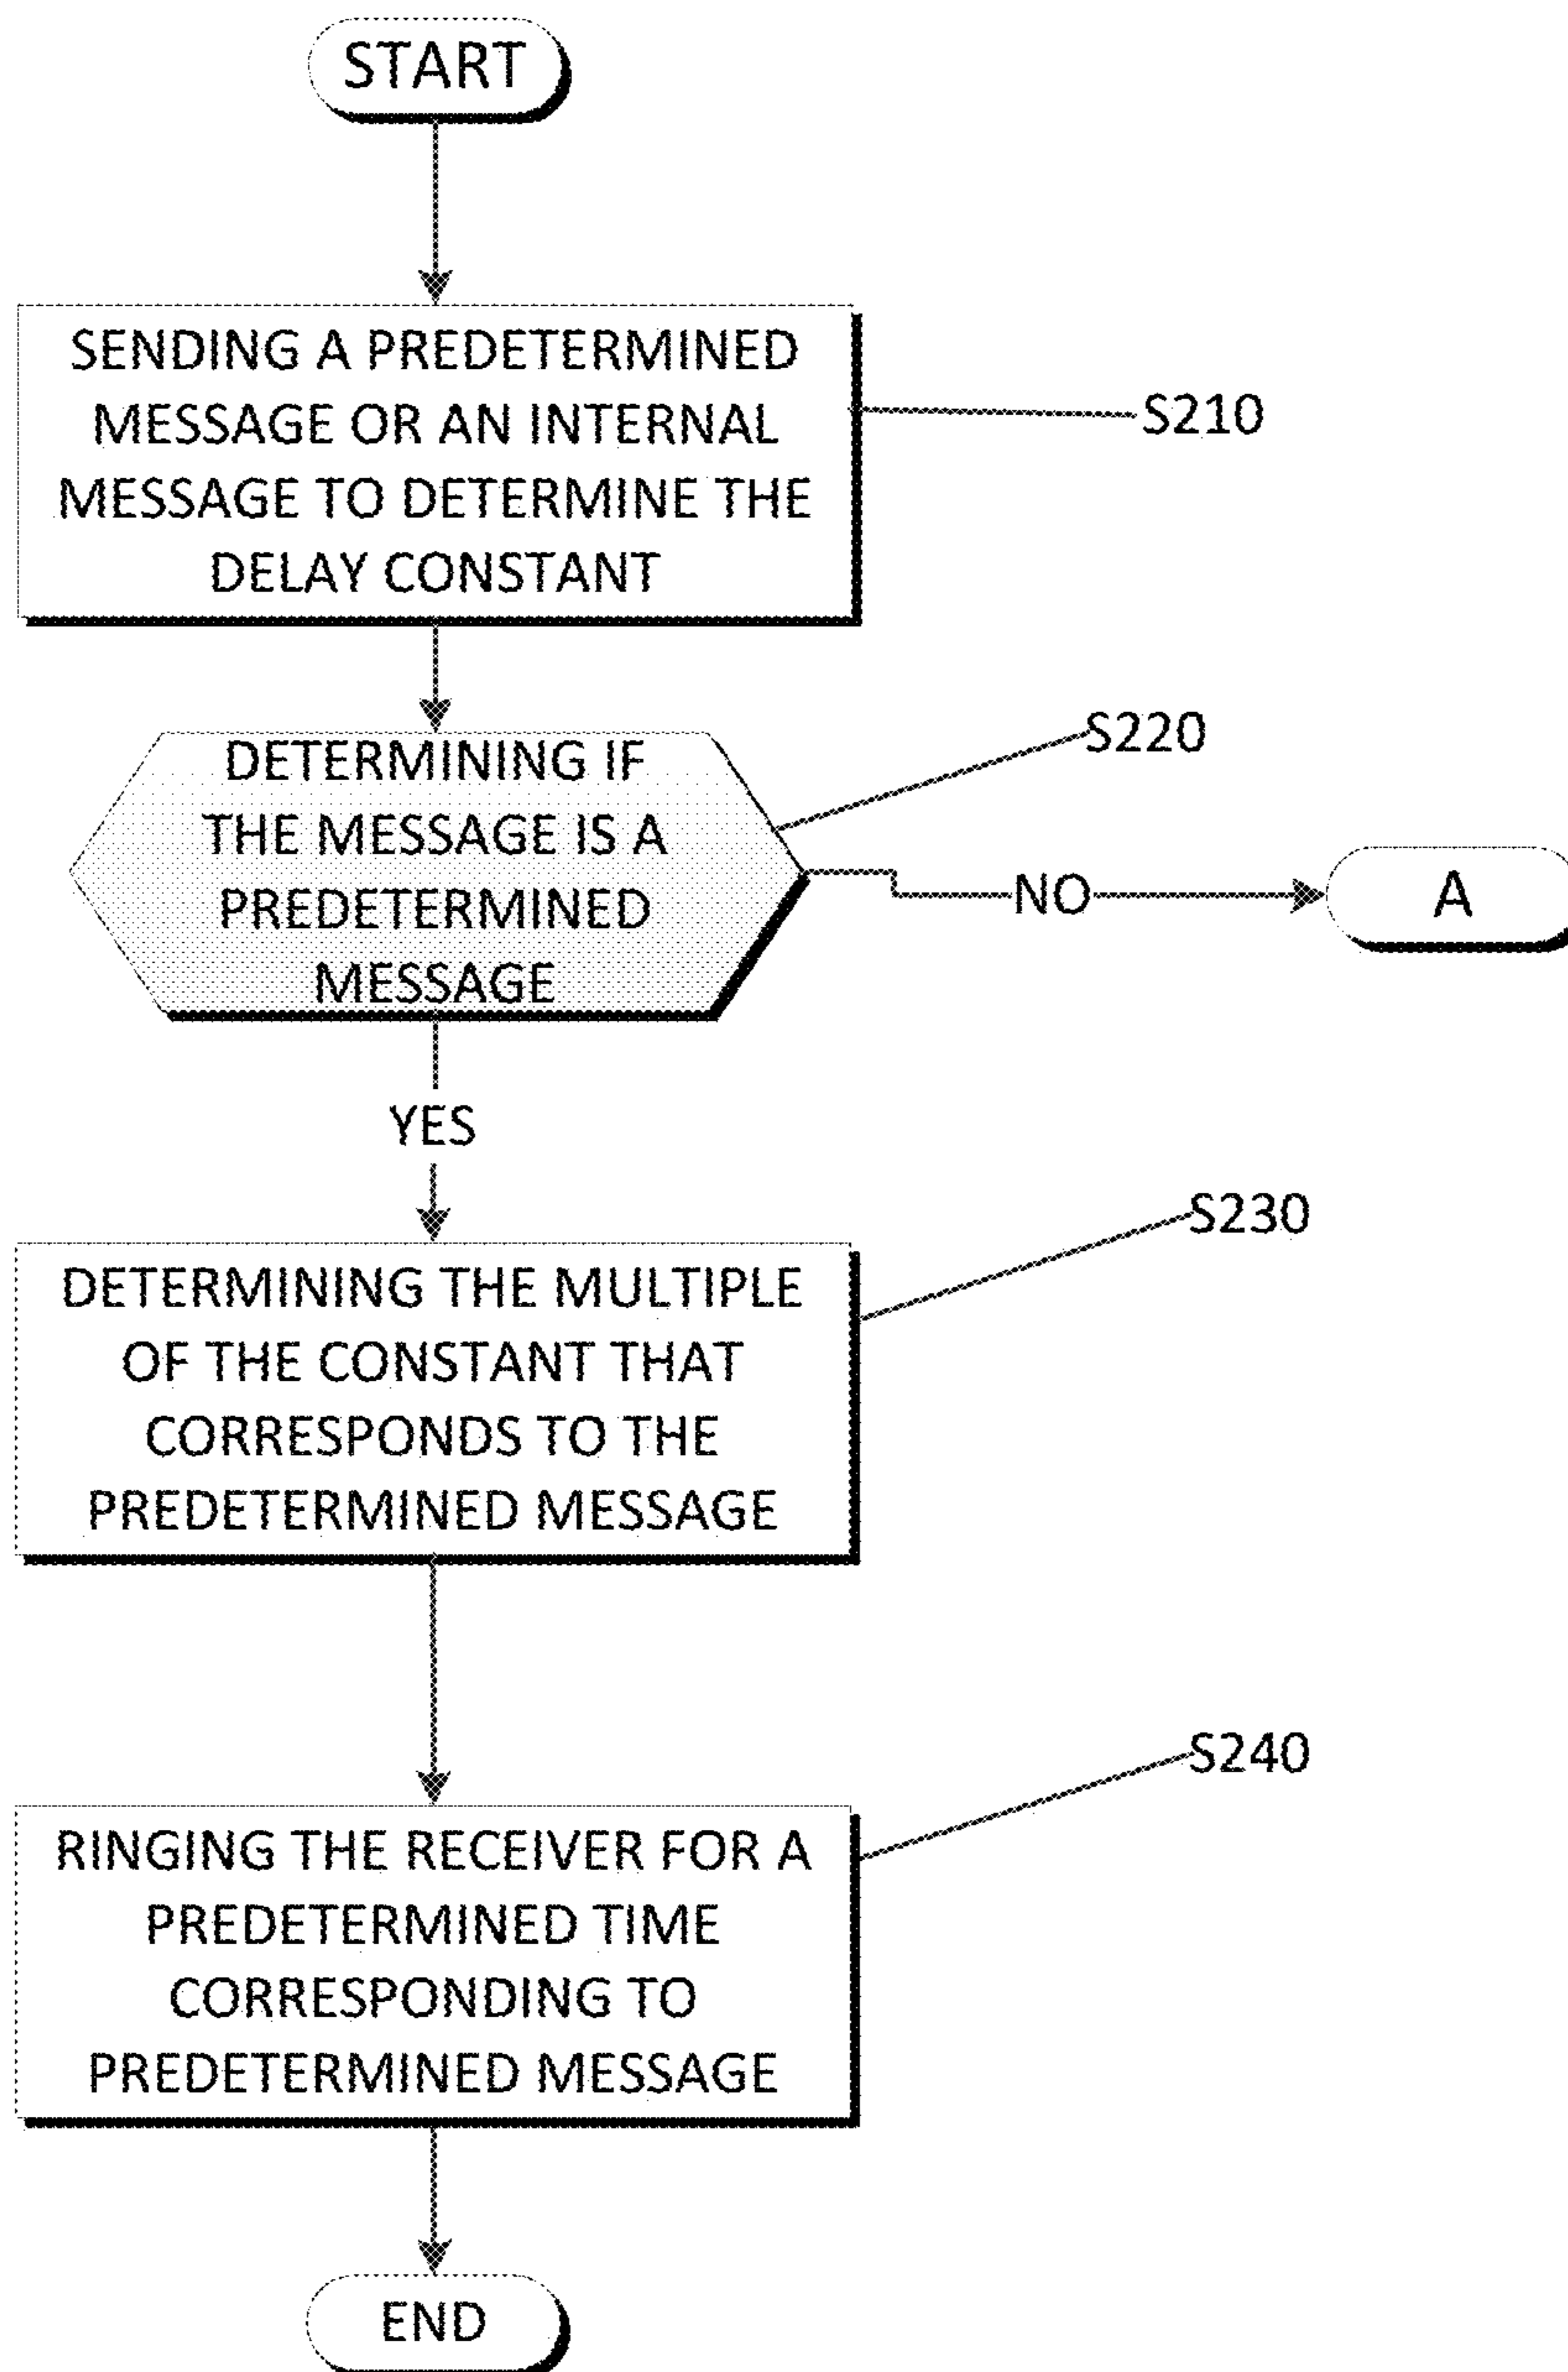 START
SENDING A PREDETERMINED
MESSAGE OR AN INTERNAL
MESSAGE TO DETERMINE THE
DELAY CONSTANT
S210
DETERMINING IF
THE MESSAGE IS A
PREDETERMINED
MESSAGE
S220
NO
A
YES
DETERMINING THE MULTIPLE
OF THE CONSTANT THAT
CORRESPONDS TO THE
PREDETERMINED MESSAGE
S230
RINGING THE RECEIVER FOR A
PREDETERMINED TIME
CORRESPONDING TO
PREDETERMINED MESSAGE
S240
END